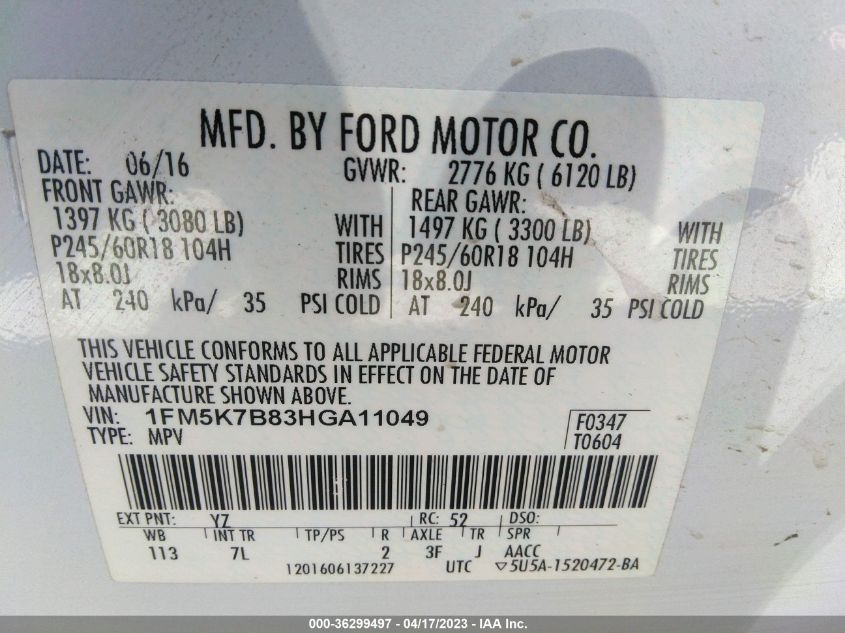 MFD. BY FORD MOTOR CO.
DATE: 06/16 GVWR: 2776 KG ( 6120 LB)
FRONT GAWR: REAR GAWR:
1397 KG ( 3080 LB) WITH 1497 KG ( 3300 LB) WITH
P245/60R18 104H TIRES P245/60R18 104H TIRES
18x8.0J RIMS 18x8.0J RIMS
AT 240 kPa/ 35 PSI COLD AT 240 kPa/ 35 PSI COLD
THIS VEHICLE CONFORMS TO ALL APPLICABLE FEDERAL MOTOR
VEHICLE SAFETY STANDARDS IN EFFECT ON THE DATE OF
MANUFACTURE SHOWN ABOVE.
VIN: 1FM5K7B83HGA11049 F0347
TYPE: MPV T0604
EXT PNT: YZ RC: 52 DSO:
WB INT TR TP/PS R AXLE TR SPR
113 7L 2 3F J AACC
1201606137227 UTC ▽5U5A-1520472-BA
000-36299497 - 04/17/2023 - IAA Inc.